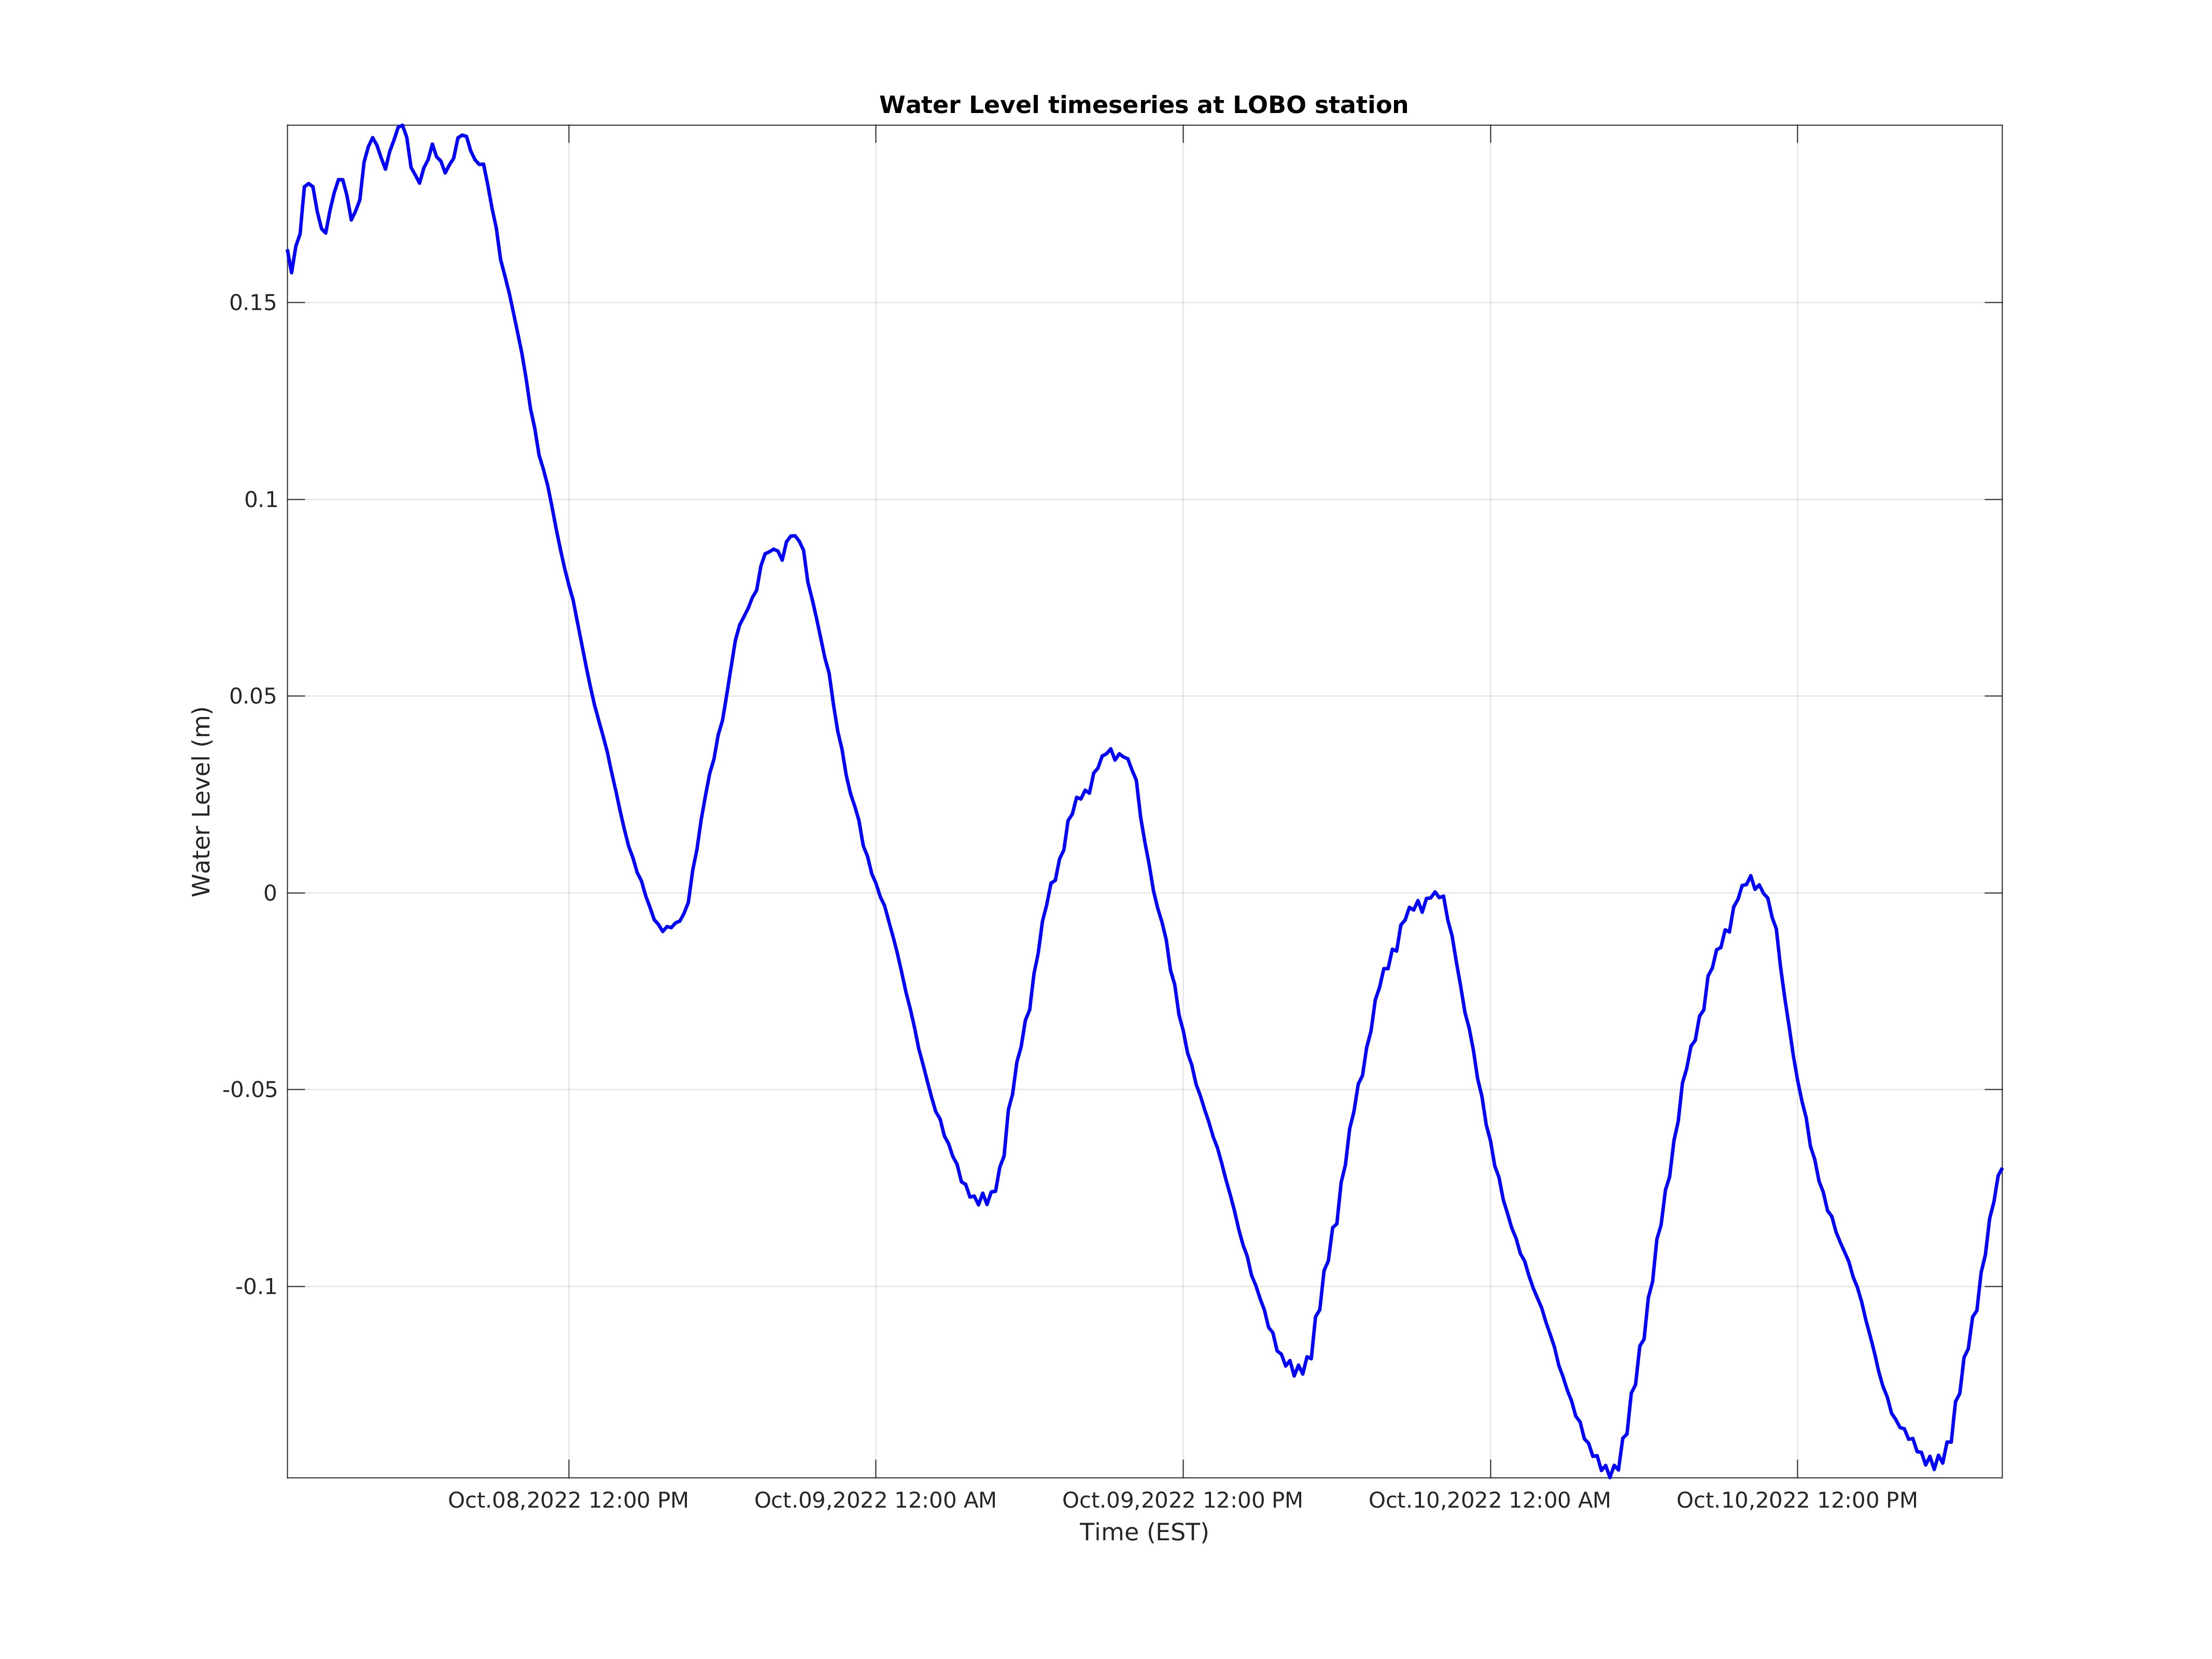 Water Level timeseries at LOBO station
0.15
0.1
0.05
0
-0.05
-0.1
Water Level (m)
Oct.08,2022 12:00 PM
Oct.09,2022 12:00 AM
Oct.09,2022 12:00 PM
Oct.10,2022 12:00 AM
Oct.10,2022 12:00 PM
Time (EST)